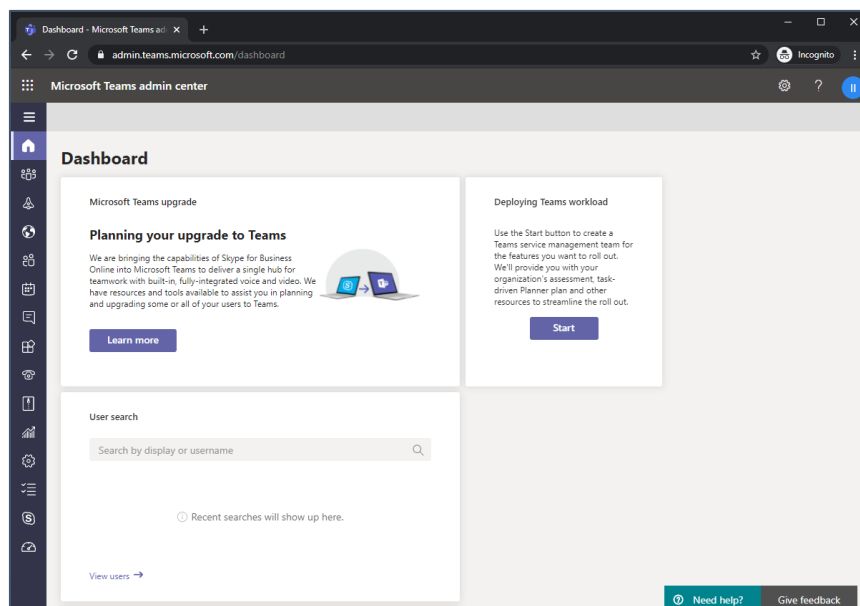 Dashboard - Microsoft Teams ad
admin.teams.microsoft.com/dashboard
Incognito
Microsoft Teams admin center
?
II
Dashboard
Microsoft Teams upgrade
Planning your upgrade to Teams
We are bringing the capabilities of Skype for Business
Online into Microsoft Teams to deliver a single hub for
teamwork with built-in, fully-integrated voice and video. We
have resources and tools available to assist you in planning
and upgrading some or all of your users to Teams.
Learn more
Deploying Teams workload
Use the Start button to create a
Teams service management team for
the features you want to roll out.
We'll provide you with your
organization's assessment, task-
driven Planner plan and other
resources to streamline the roll out.
Start
User search
Search by display or username
Recent searches will show up here.
View users
Need help?
Give feedback